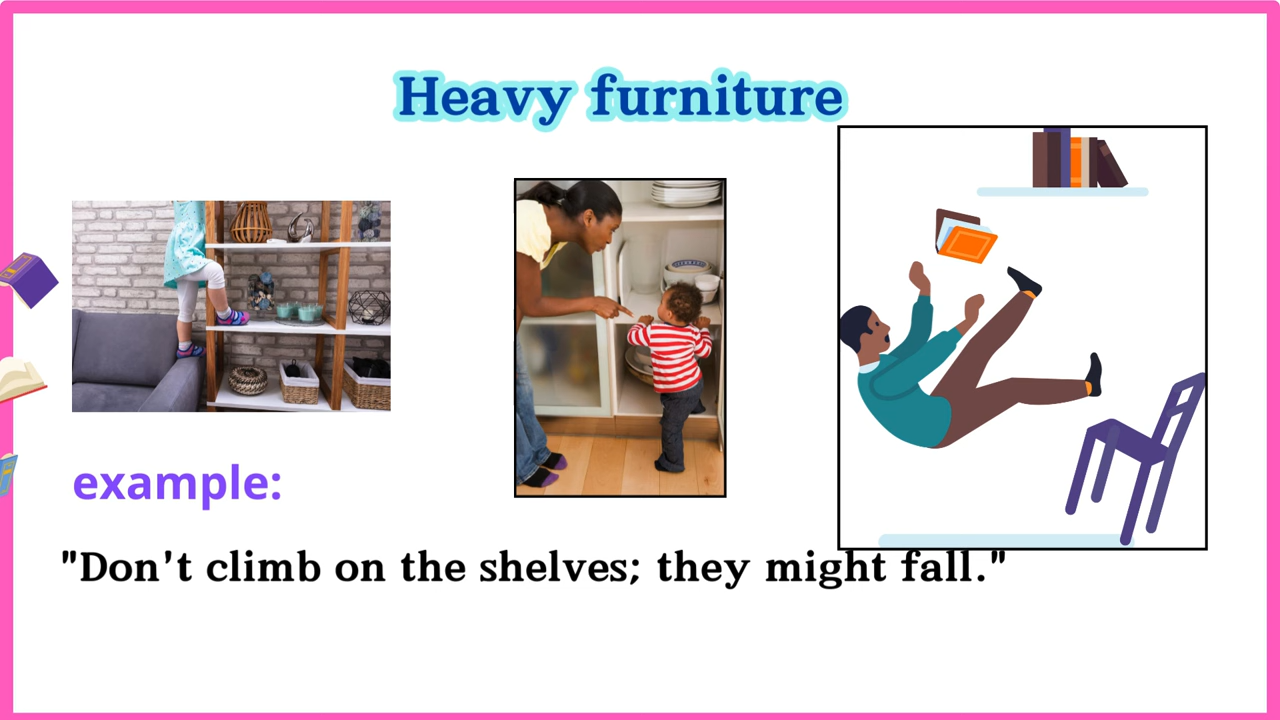 Heavy furniture
example:
"Don't climb on the shelves; they might fall."